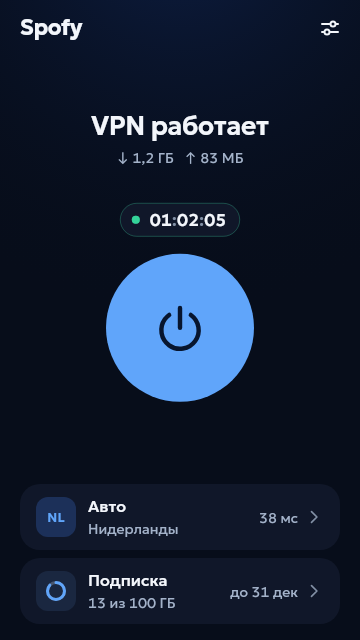 Spofy
VPN работает
↓ 1,2 ГБ ↑ 83 МБ
01:02:05
NL
Авто
Нидерланды
38 мс
Подписка
13 из 100 ГБ
до 31 дек